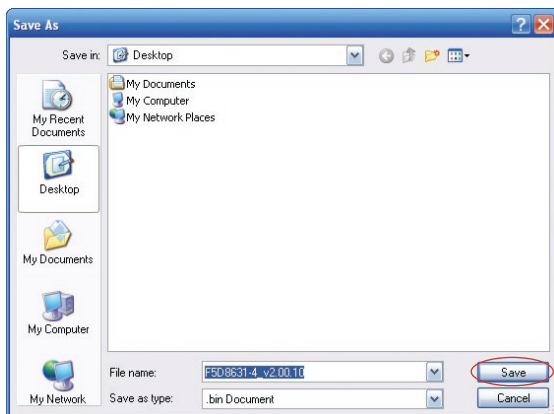 Save As
Save in: Desktop
My Recent
Documents
Desktop
My Documents
My Computer
My Network
My Documents
My Computer
My Network Places
File name: F5D8631-4_v2.00.10
Save
Save as type: .bin Document
Cancel